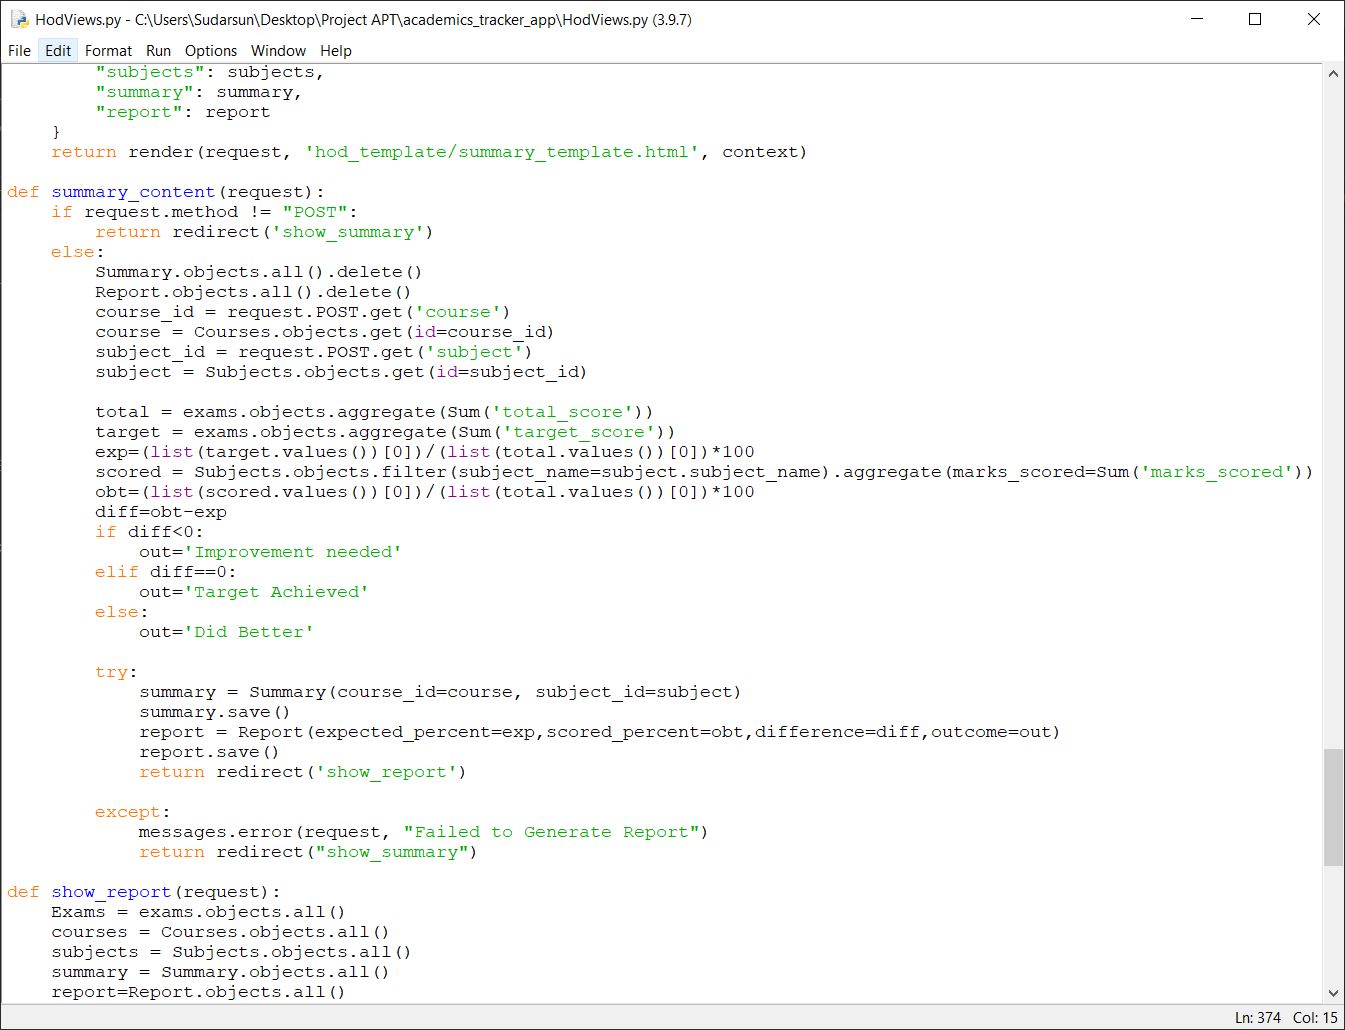 HodViews.py - C:\Users\Sudarsun\Desktop\Project APT\academics_tracker_app\HodViews.py (3.9.7)
File Edit Format Run Options Window Help
        "subjects": subjects,
        "summary": summary,
        "report": report
    }
    return render(request, 'hod_template/summary_template.html', context)

def summary_content(request):
    if request.method != "POST":
        return redirect('show_summary')
    else:
        Summary.objects.all().delete()
        Report.objects.all().delete()
        course_id = request.POST.get('course')
        course = Courses.objects.get(id=course_id)
        subject_id = request.POST.get('subject')
        subject = Subjects.objects.get(id=subject_id)

        total = exams.objects.aggregate(Sum('total_score'))
        target = exams.objects.aggregate(Sum('target_score'))
        exp=(list(target.values())[0])/(list(total.values())[0])*100
        scored = Subjects.objects.filter(subject_name=subject.subject_name).aggregate(marks_scored=Sum('marks_scored'))
        obt=(list(scored.values())[0])/(list(total.values())[0])*100
        diff=obt-exp
        if diff<0:
            out='Improvement needed'
        elif diff==0:
            out='Target Achieved'
        else:
            out='Did Better'

        try:
            summary = Summary(course_id=course, subject_id=subject)
            summary.save()
            report = Report(expected_percent=exp,scored_percent=obt,difference=diff,outcome=out)
            report.save()
            return redirect('show_report')

        except:
            messages.error(request, "Failed to Generate Report")
            return redirect("show_summary")

def show_report(request):
    Exams = exams.objects.all()
    courses = Courses.objects.all()
    subjects = Subjects.objects.all()
    summary = Summary.objects.all()
    report=Report.objects.all()
Ln: 374 Col: 15